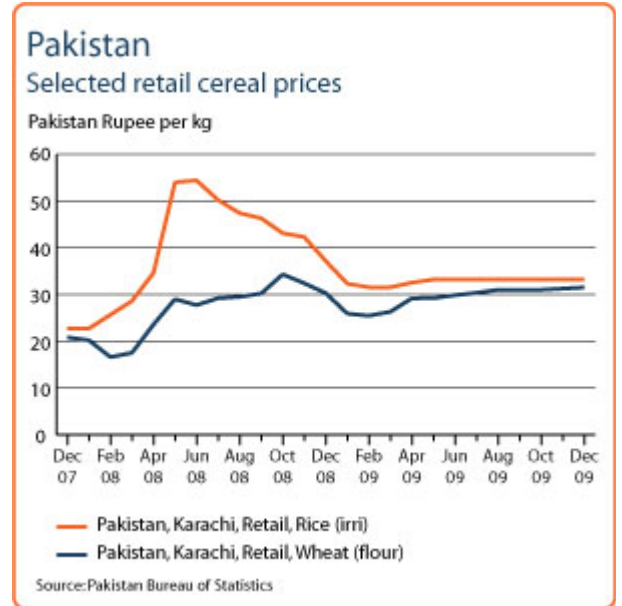 Pakistan
Selected retail cereal prices
Pakistan Rupee per kg
60
50
40
30
20
10
0
Dec Feb Apr Jun Aug Oct Dec Feb Apr Jun Aug Oct Dec
07 08 08 08 08 08 08 09 09 09 09 09 09
Pakistan, Karachi, Retail, Rice (irri)
Pakistan, Karachi, Retail, Wheat (flour)
Source:Pakistan Bureau of Statistics